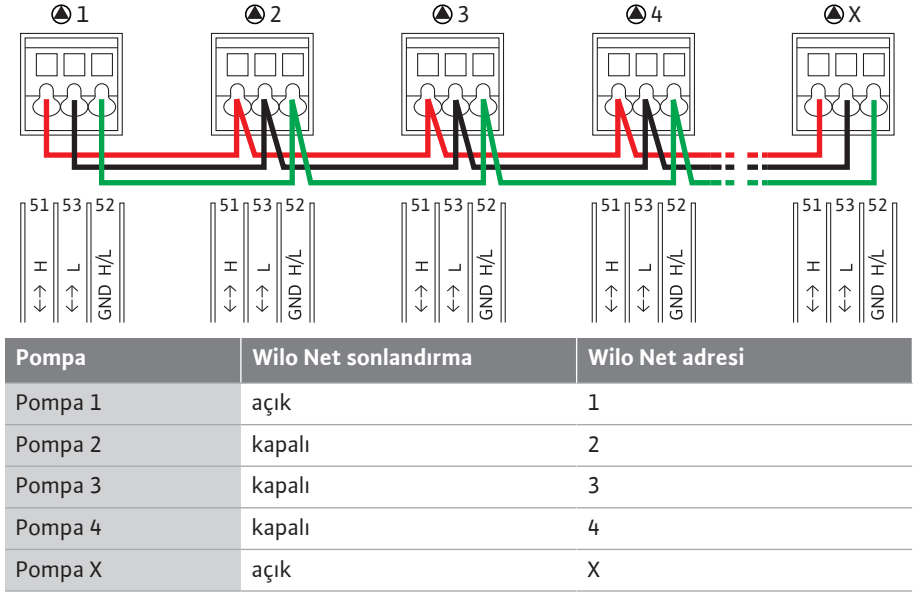 1 2 3 4 X
51 53 52 51 53 52 51 53 52 51 53 52 51 53 52
H L GND H/L H L GND H/L H L GND H/L H L GND H/L H L GND H/L
Pompa Wilo Net sonlandırma Wilo Net adresi
Pompa 1 açık 1
Pompa 2 kapalı 2
Pompa 3 kapalı 3
Pompa 4 kapalı 4
Pompa X açık X